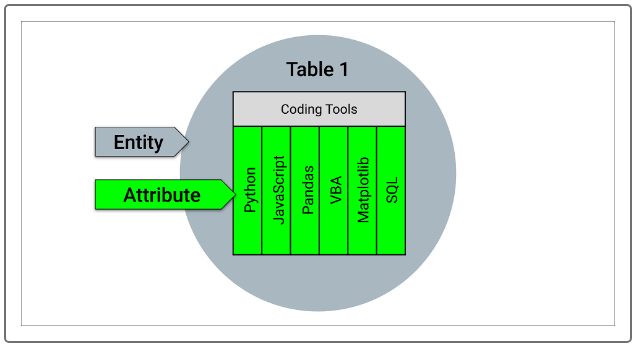 Table 1
Coding Tools
Entity
Attribute
Python
JavaScript
Pandas
VBA
Matplotlib
SQL